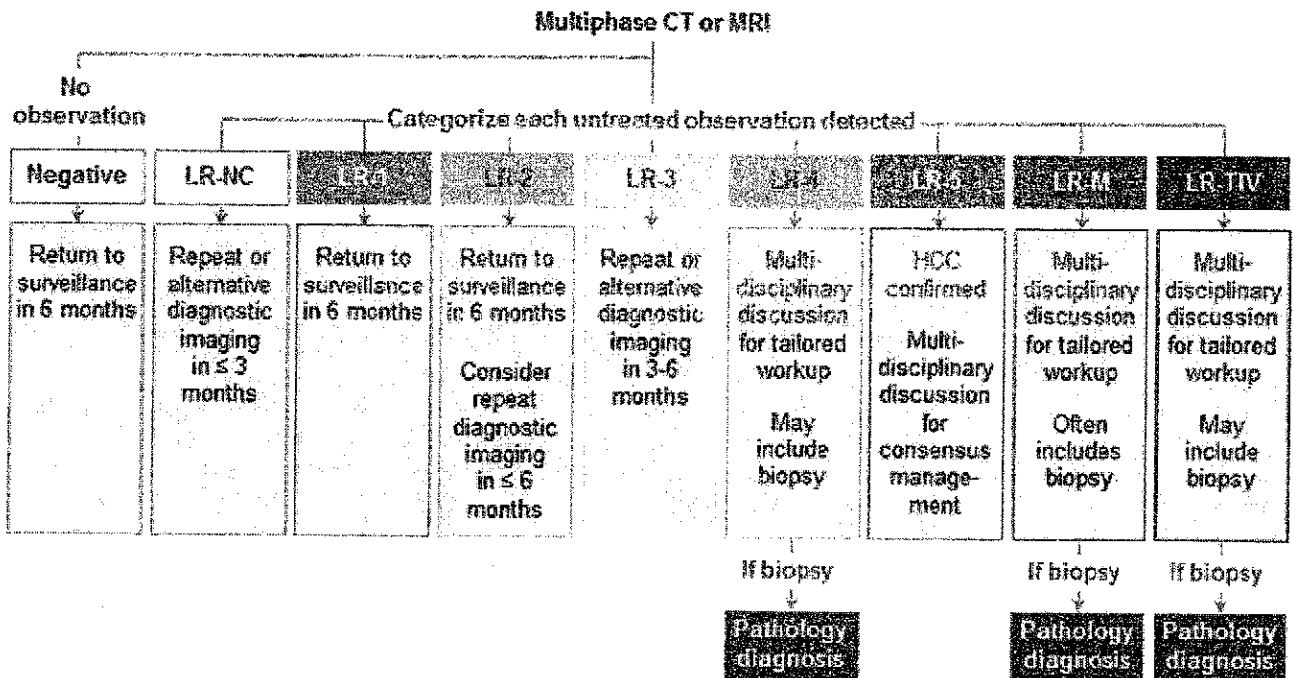 Multiphase CT or MRI
No
observation
Categorize each untreated observation detected
Negative
LR-NC
LR-1
LR-2
LR-3
LR-4
LR-5
LR-M
LR-TIV
Return to
surveillance
in 6 months
Repeat or
alternative
diagnostic
imaging
in ≤ 3
months
Return to
surveillance
in 6 months
Return to
surveillance
in 6 months
Consider
repeat
diagnostic
imaging
in ≤ 6
months
Repeat or
alternative
diagnostic
imaging
in 3-6
months
Multi-
disciplinary
discussion
for tailored
workup
May
include
biopsy
HCC
confirmed
Multi-
disciplinary
discussion
for
consensus
manage-
ment
Multi-
disciplinary
discussion
for tailored
workup
Often
includes
biopsy
Multi-
disciplinary
discussion
for tailored
workup
May
include
biopsy
If biopsy
If biopsy
If biopsy
Pathology
diagnosis
Pathology
diagnosis
Pathology
diagnosis